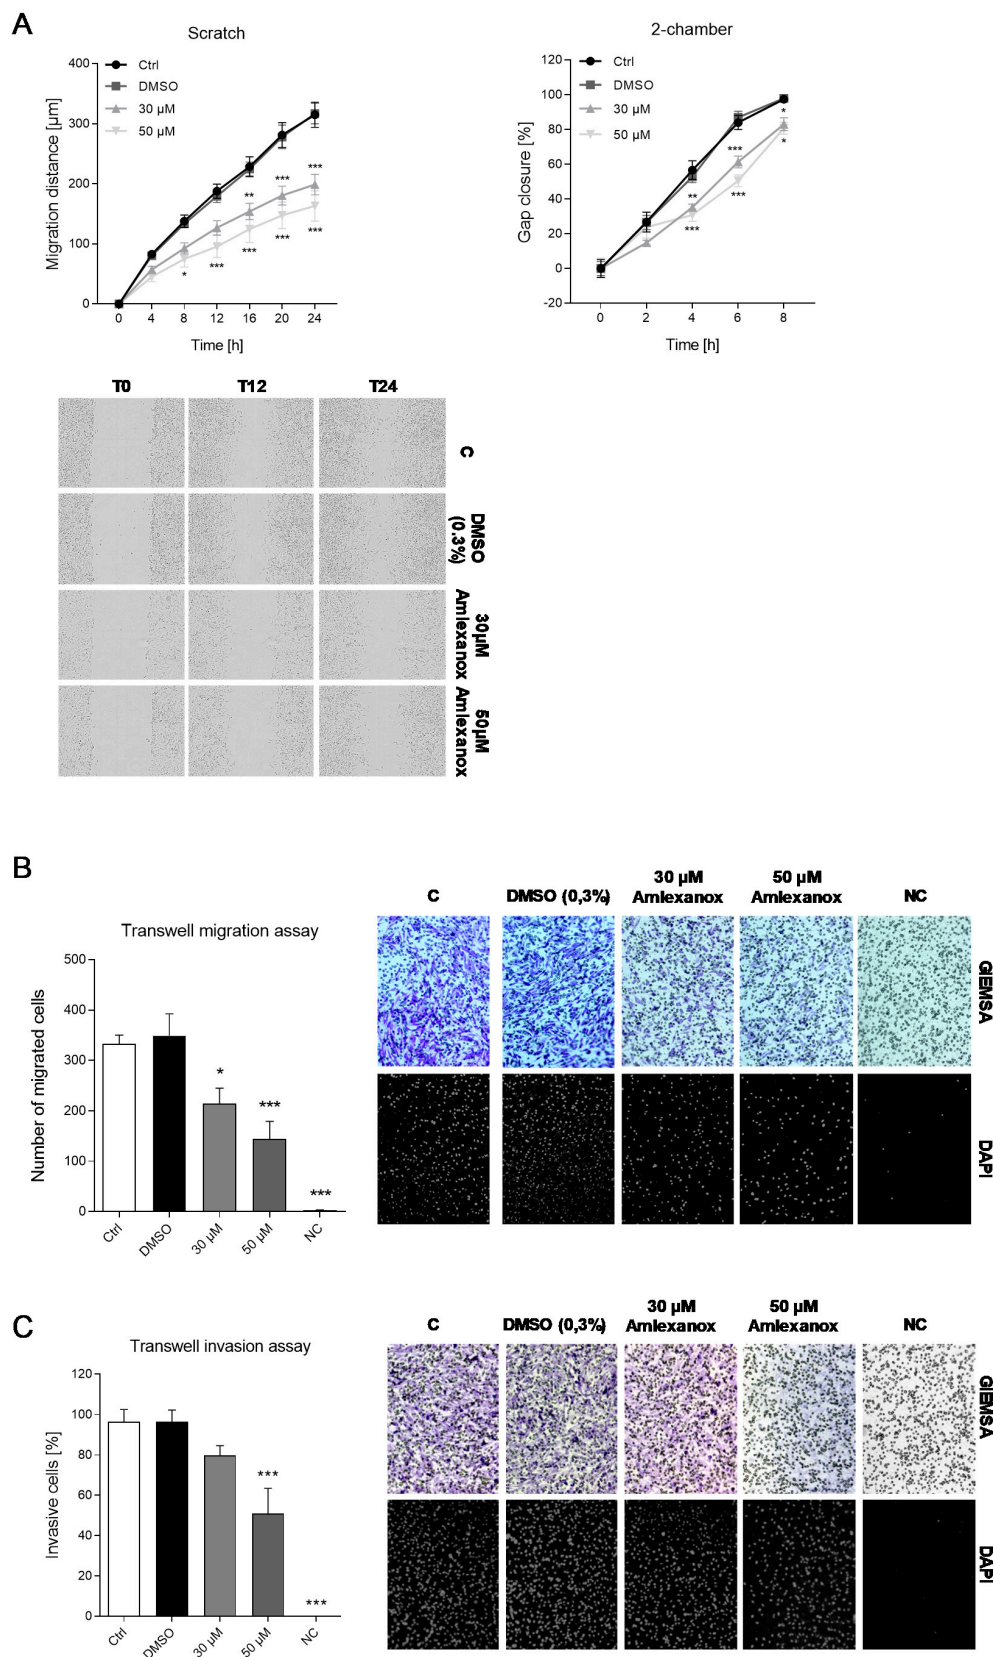 A
Scratch
Ctrl
DMSO
30 µM
50 µM
Migration distance [µm]
400
300
200
100
0
***
***
**
***
***
***
***
*
0 4 8 12 16 20 24
Time [h]
2-chamber
Ctrl
DMSO
30 µM
50 µM
Gap closure [%]
120
100
80
60
40
20
0
-20
*
***
*
**
***
***
0 2 4 6 8
Time [h]
T0 T12 T24
C
DMSO
(0.3%)
30µM
Amlexanox
50µM
Amlexanox
B
Transwell migration assay
Number of migrated cells
500
400
300
200
100
0
*
***
***
Ctrl DMSO 30 µM 50 µM NC
C
DMSO (0,3%)
30 µM
Amlexanox
50 µM
Amlexanox
NC
GIEMSA
DAPI
C
Transwell invasion assay
Invasive cells [%]
120
100
80
60
40
20
0
***
***
Ctrl DMSO 30 µM 50 µM NC
C
DMSO (0,3%)
30 µM
Amlexanox
50 µM
Amlexanox
NC
GIEMSA
DAPI